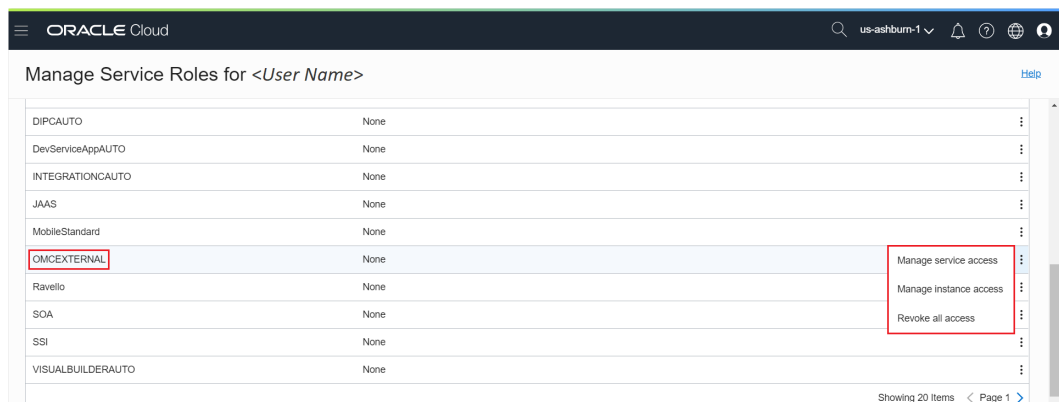 ORACLE Cloud us-ashburn-1
Manage Service Roles for <User Name> Help
DIPCAUTO None
DevServiceAppAUTO None
INTEGRATIONCAUTO None
JAAS None
MobileStandard None
OMCEXTERNAL None Manage service access
Ravello None Manage instance access
SOA None Revoke all access
SSI None
VISUALBUILDERAUTO None
Showing 20 Items < Page 1 >